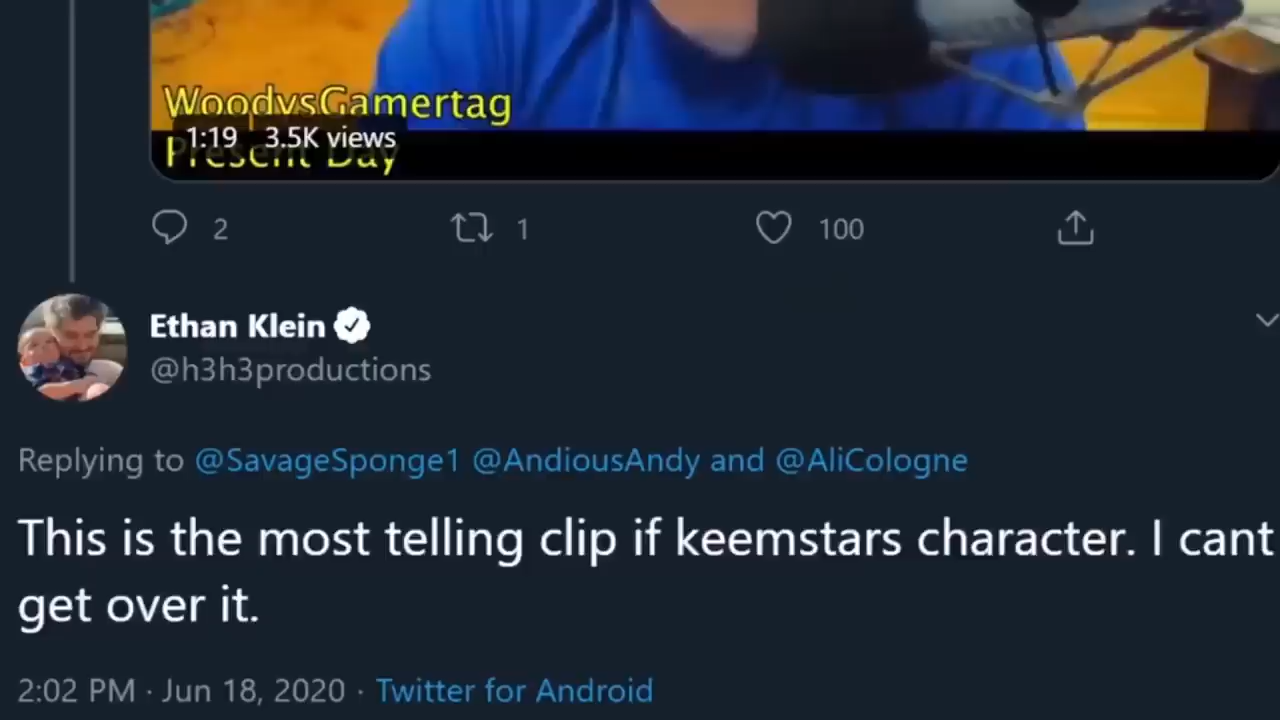 WoodysGamertag
1:19 3.5K views
Present Day
2 1 100
Ethan Klein
@h3h3productions
Replying to @SavageSponge1 @AndiousAndy and @AliCologne
This is the most telling clip if keemstars character. I cant
get over it.
2:02 PM · Jun 18, 2020 · Twitter for Android